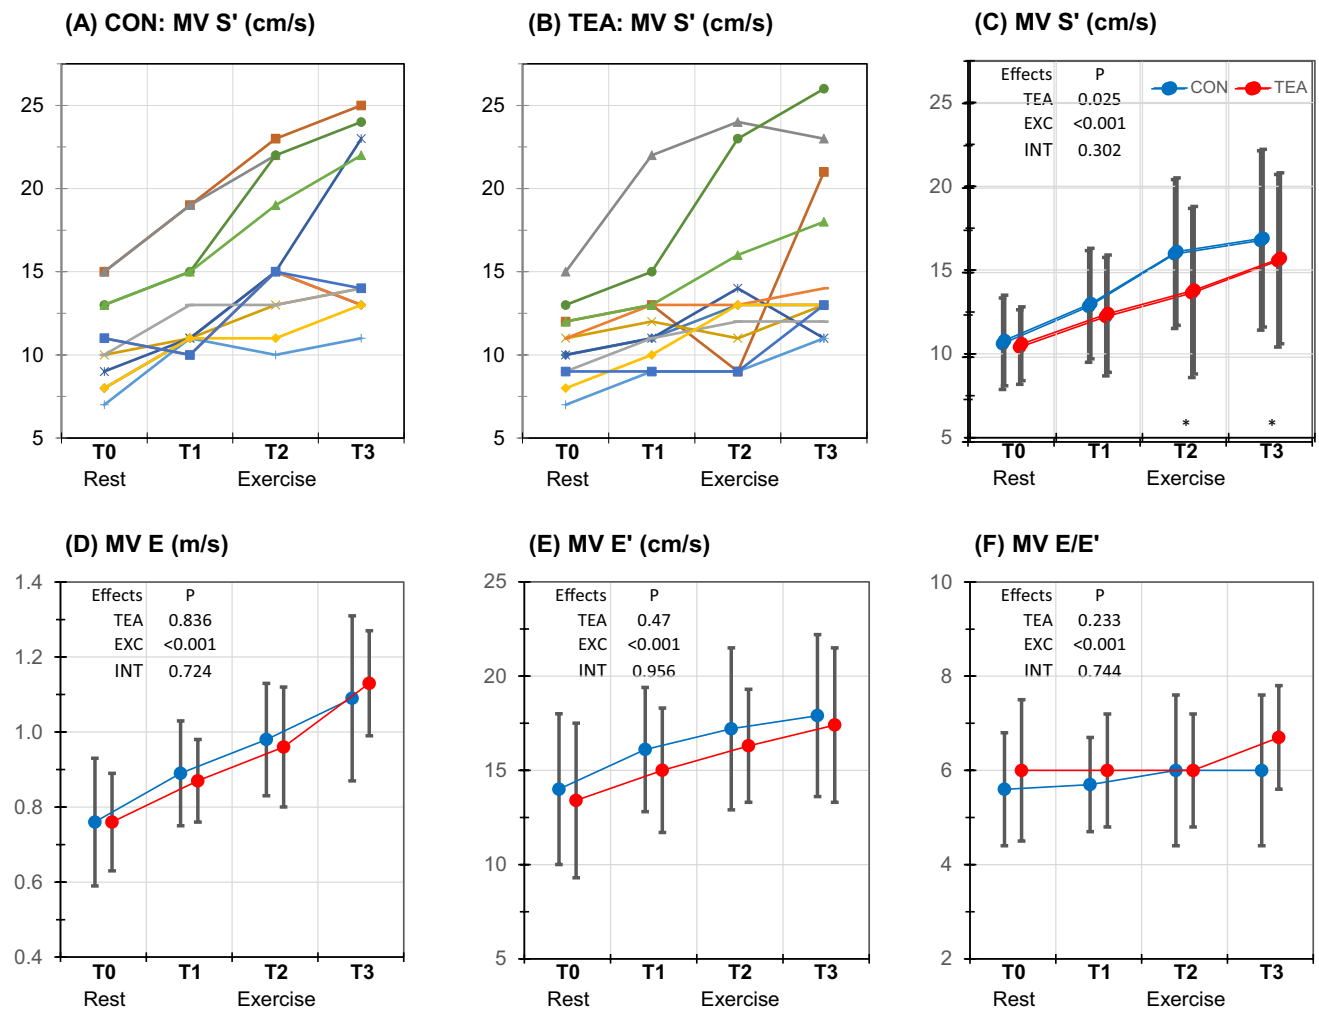 (A) CON: MV S' (cm/s)
25
20
15
10
5
T0 T1 T2 T3
Rest Exercise
(B) TEA: MV S' (cm/s)
25
20
15
10
5
T0 T1 T2 T3
Rest Exercise
(C) MV S' (cm/s)
Effects P
TEA 0.025
EXC <0.001
INT 0.302
CON TEA
25
20
15
10
5
* *
T0 T1 T2 T3
Rest Exercise
(D) MV E (m/s)
Effects P
TEA 0.836
EXC <0.001
INT 0.724
1.4
1.2
1.0
0.8
0.6
0.4
T0 T1 T2 T3
Rest Exercise
(E) MV E' (cm/s)
Effects P
TEA 0.47
EXC <0.001
INT 0.956
25
20
15
10
5
T0 T1 T2 T3
Rest Exercise
(F) MV E/E'
Effects P
TEA 0.233
EXC <0.001
INT 0.744
10
8
6
4
2
T0 T1 T2 T3
Rest Exercise